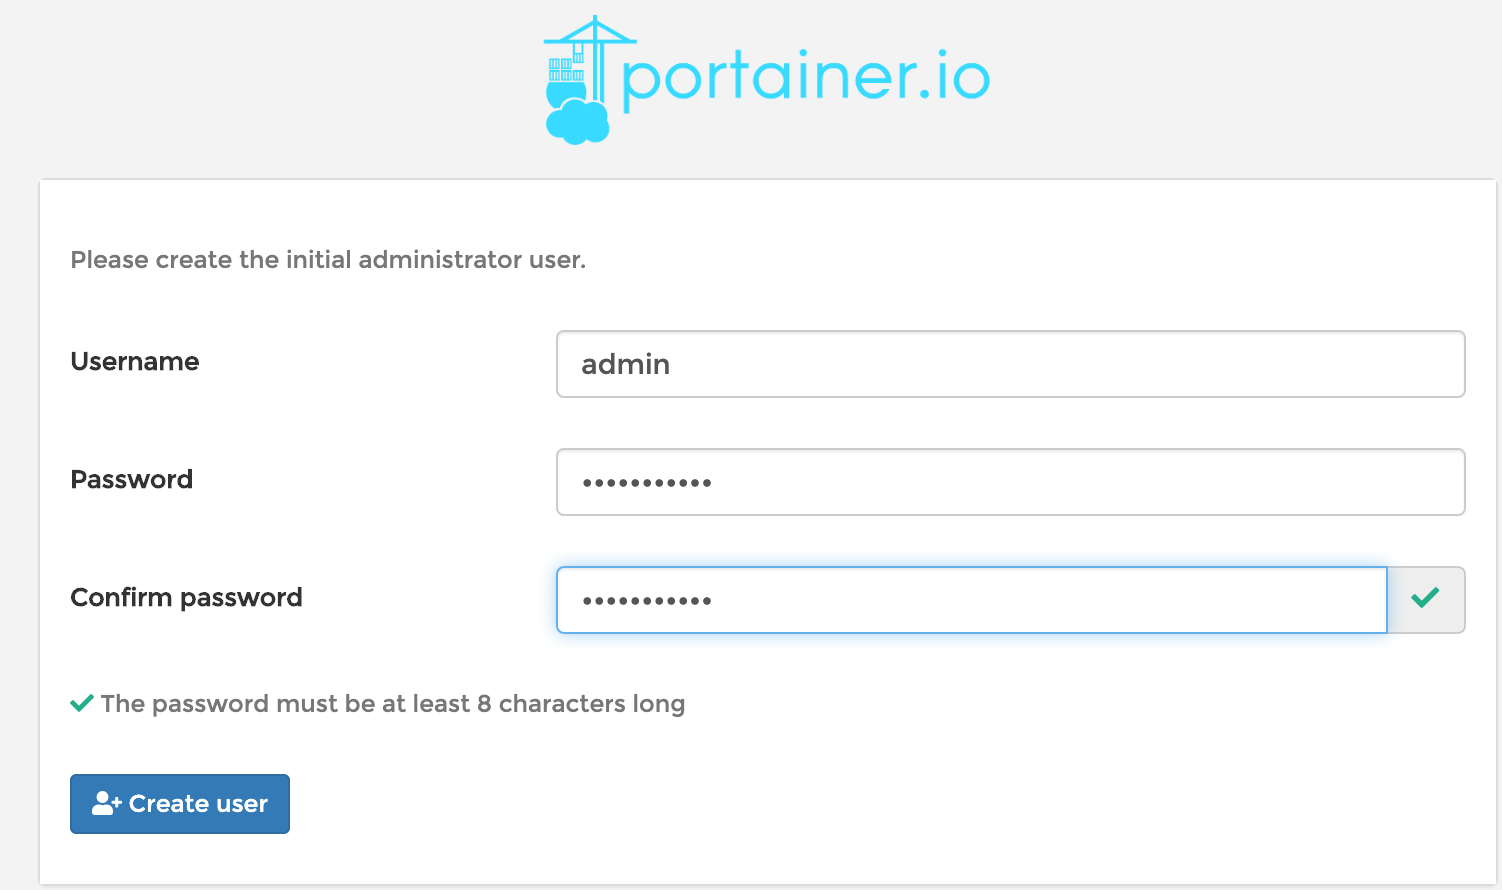 portainer.io
Please create the initial administrator user.
Username
admin
Password
•••••••••••
Confirm password
•••••••••••
The password must be at least 8 characters long
Create user